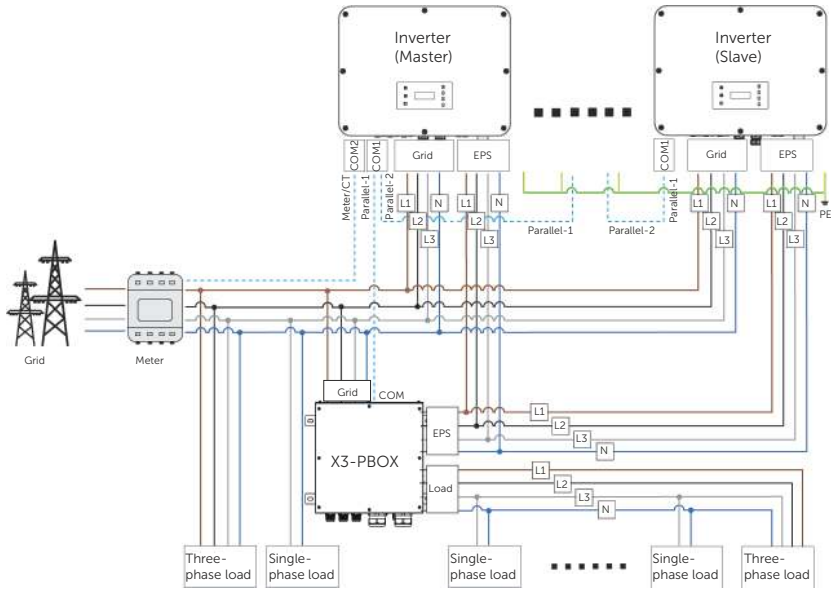 Inverter
(Master)
Inverter
(Slave)
COM2
COM1
Grid
EPS
COM1
Grid
EPS
Meter/CT
Parallel-1
Parallel-2
L1
L2
L3
N
L1
L2
L3
N
Parallel-1
Parallel-2
Parallel-1
L1
L2
L3
N
L1
L2
L3
N
PE
Grid
Meter
Grid
COM
X3-PBOX
EPS
L1
L2
L3
N
Load
L1
L2
L3
N
Three-
phase load
Single-
phase load
Single-
phase load
Single-
phase load
Three-
phase load